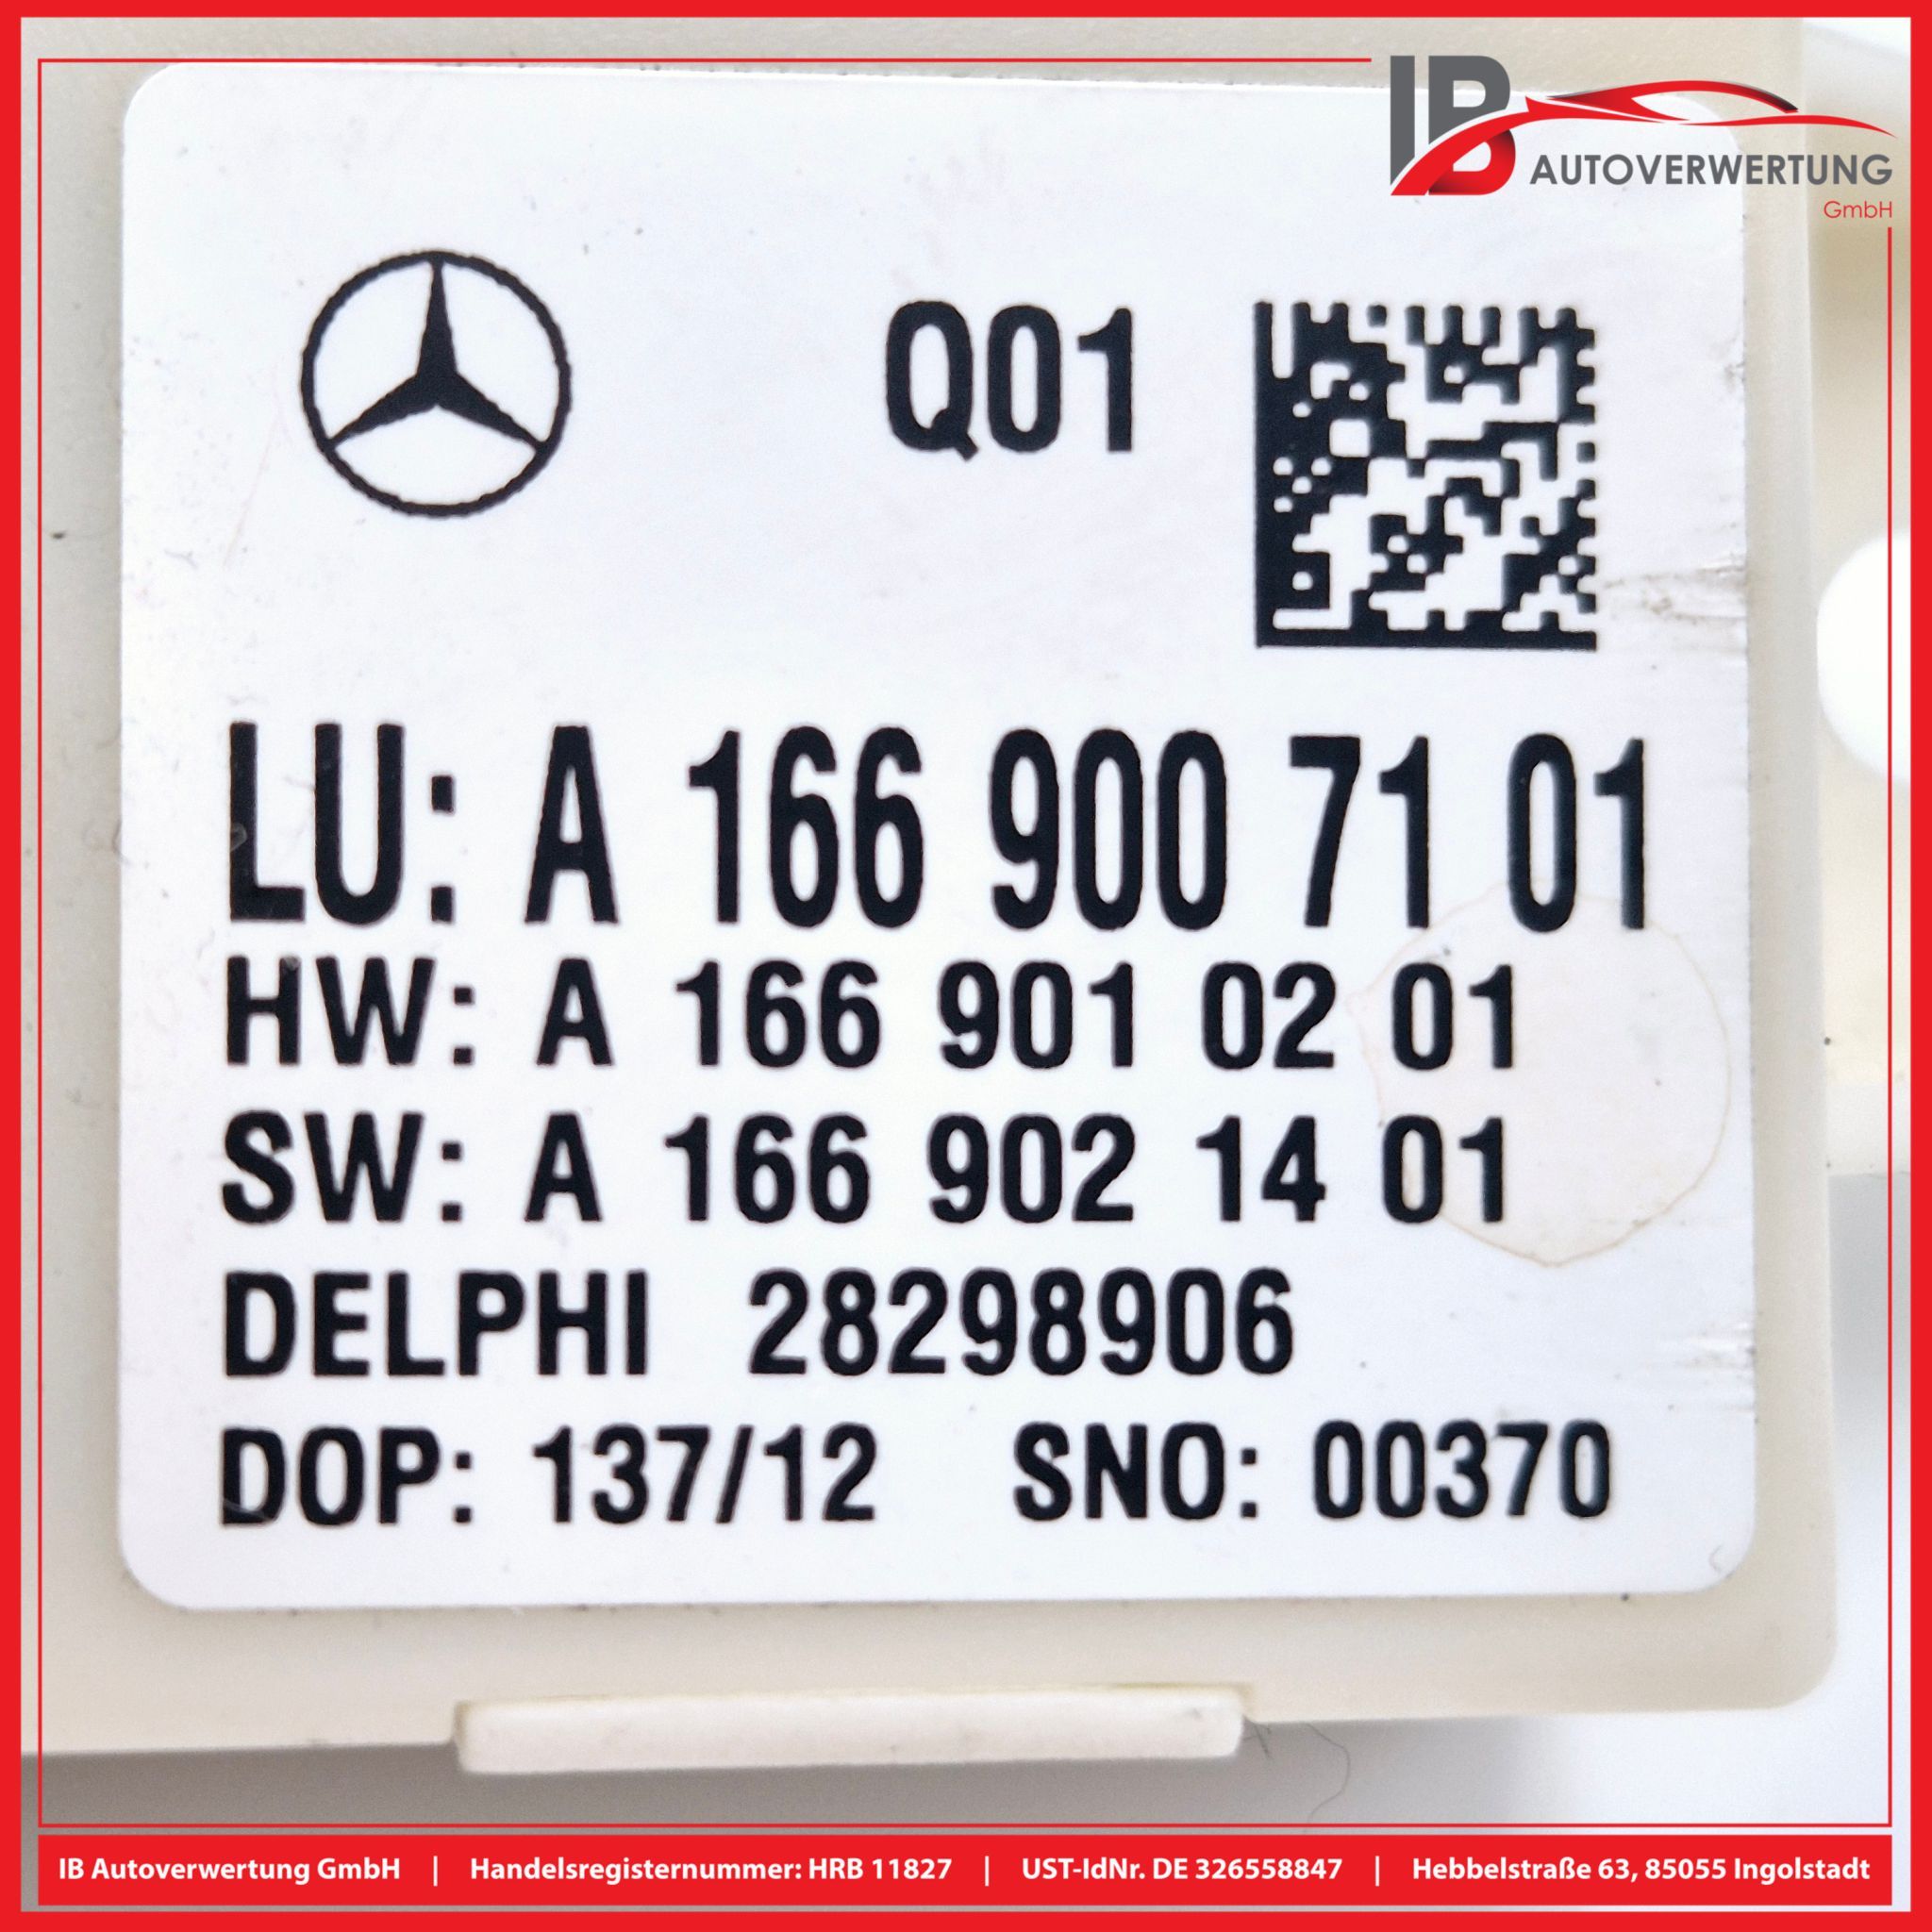 IB
AUTOVERWERTUNG
GmbH
Q01
LU: A 166 900 71 01
HW: A 166 901 02 01
SW: A 166 902 14 01
DELPHI 28298906
DOP: 137/12 SNO: 00370
IB Autoverwertung GmbH | Handelsregisternummer: HRB 11827 | UST-IdNr. DE 326558847 | Hebbelstraße 63, 85055 Ingolstadt